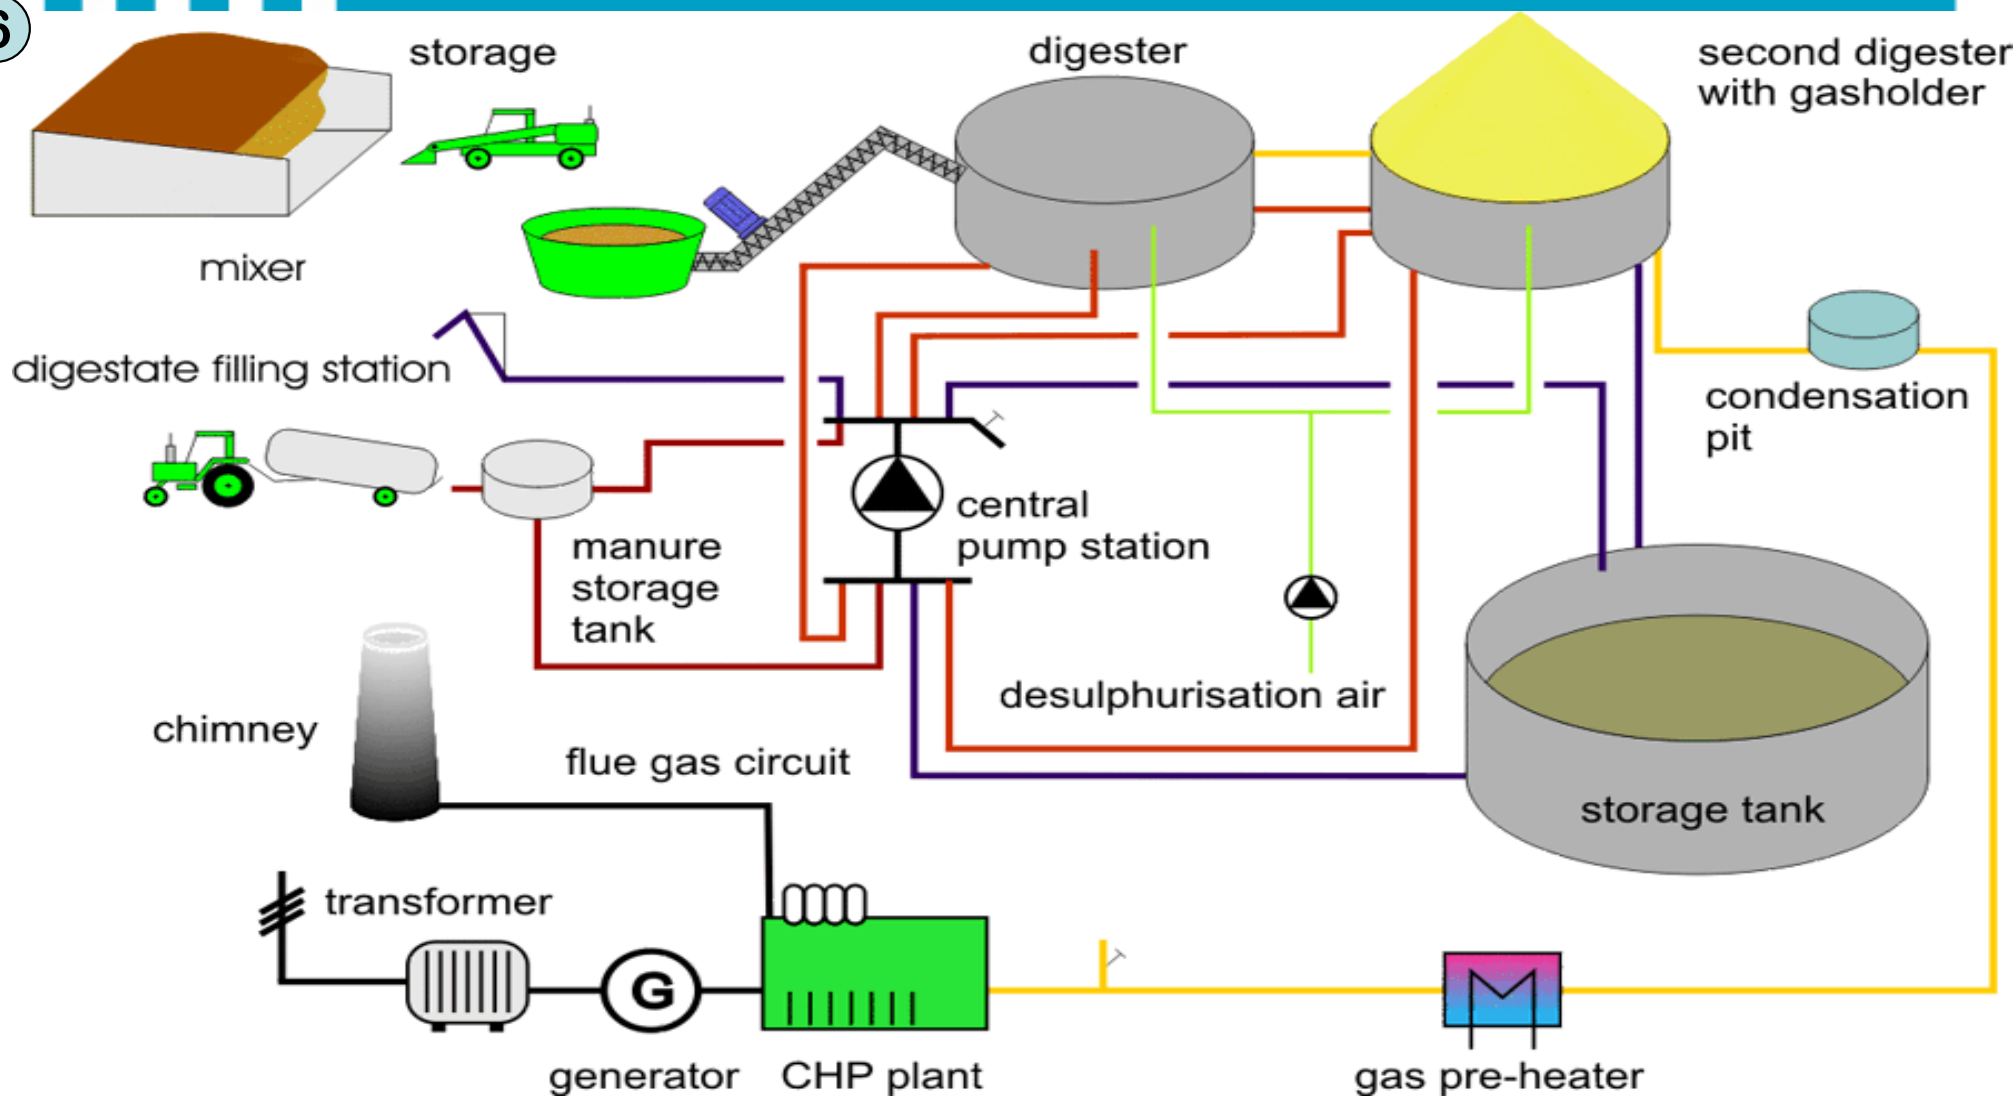 6
storage
digester
second digester
with gasholder
mixer
digestate filling station
condensation
pit
central
pump station
manure
storage
tank
desulphurisation air
chimney
flue gas circuit
storage tank
transformer
G
generator
CHP plant
gas pre-heater